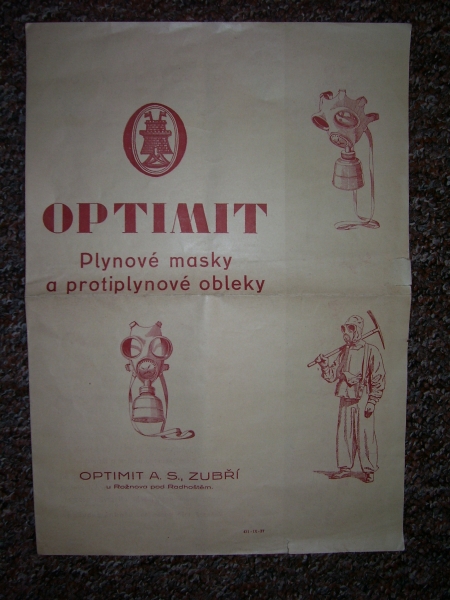 OPTIMIT
Plynové masky
a protiplynové obleky
OPTIMIT A. S., ZUBŘÍ
u Rožnova pod Radhoštěm.